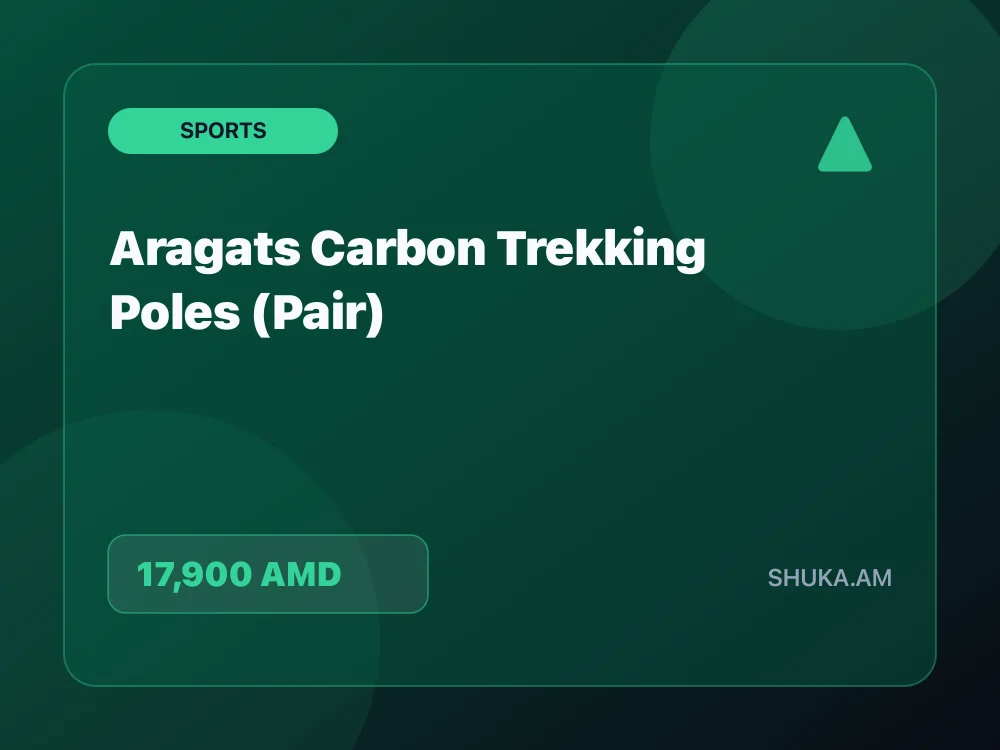 SPORTS
Aragats Carbon Trekking
Poles (Pair)
17,900 AMD
SHUKA.AM